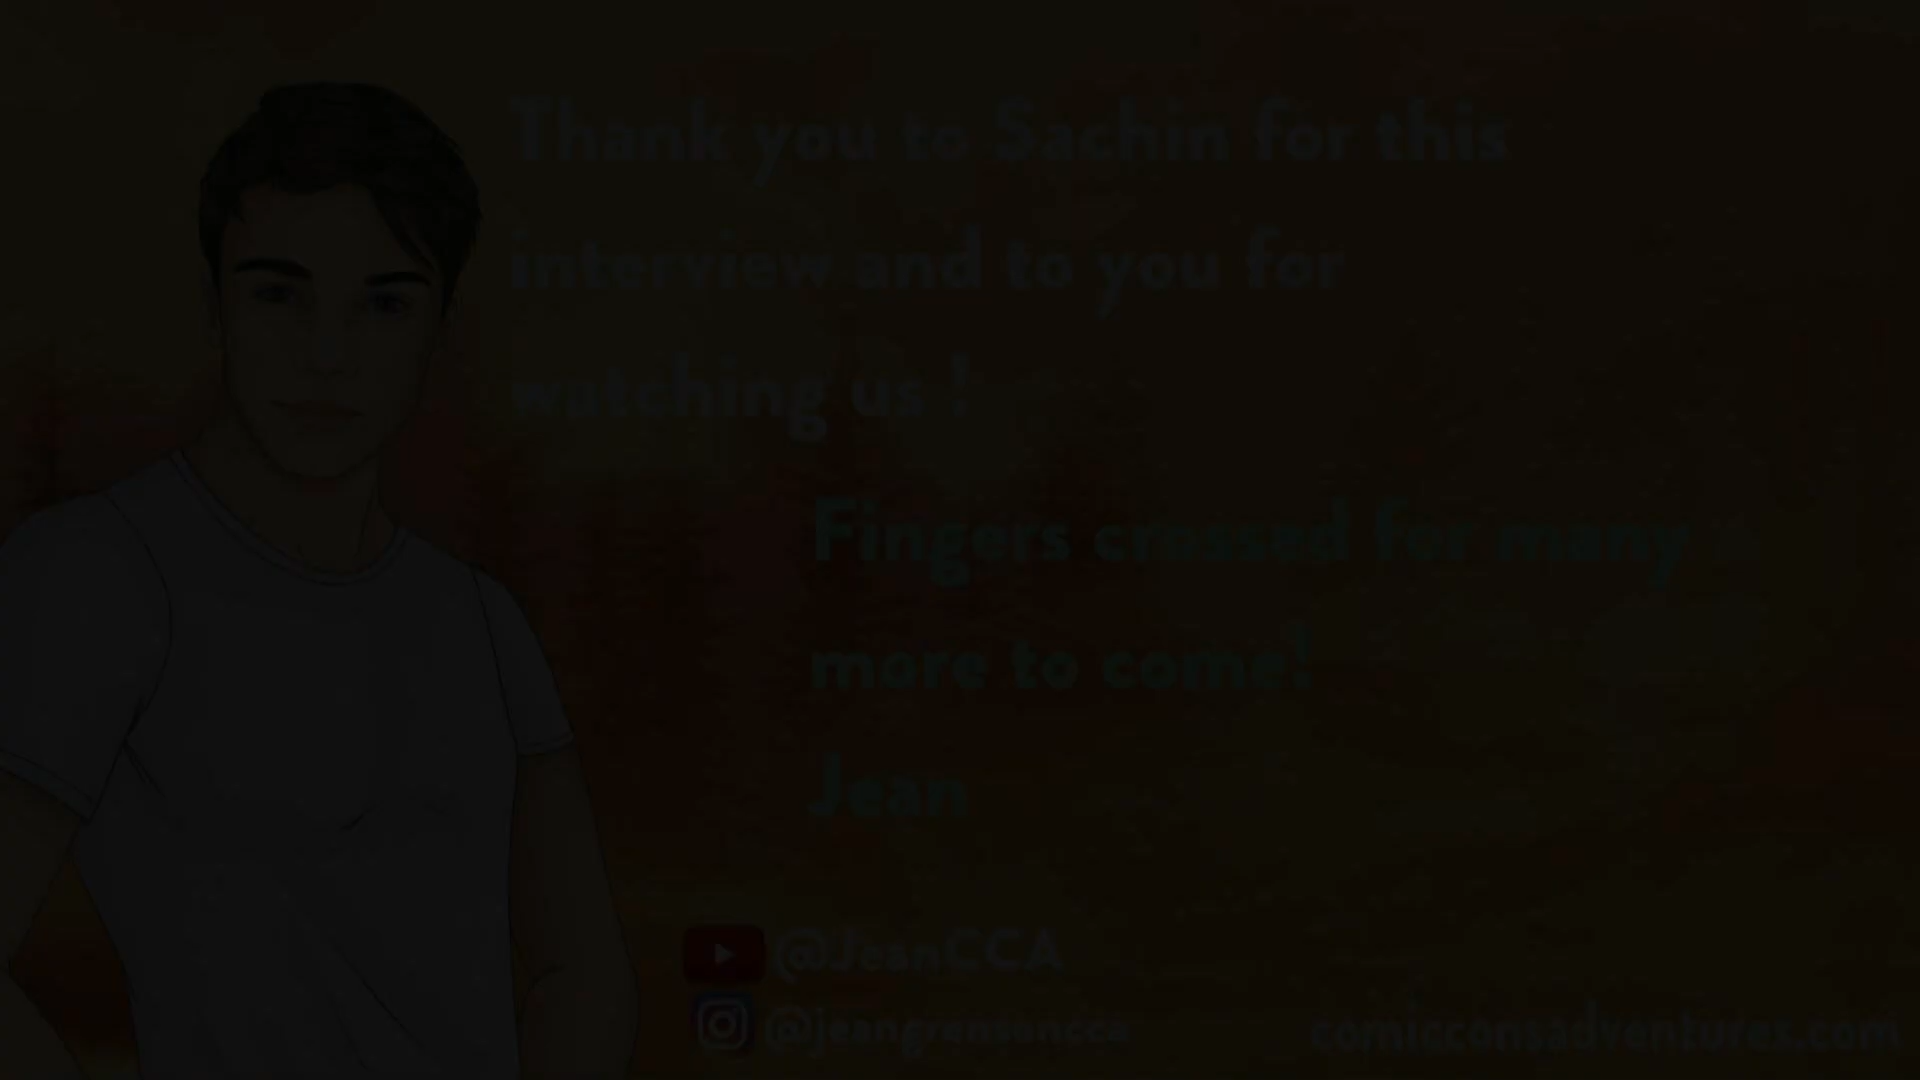 Thank you to Sachin for this
interview and to you for
watching us !
Fingers crossed for many
more to come!
Jean
@JeanCCA
comicconsadventures.com